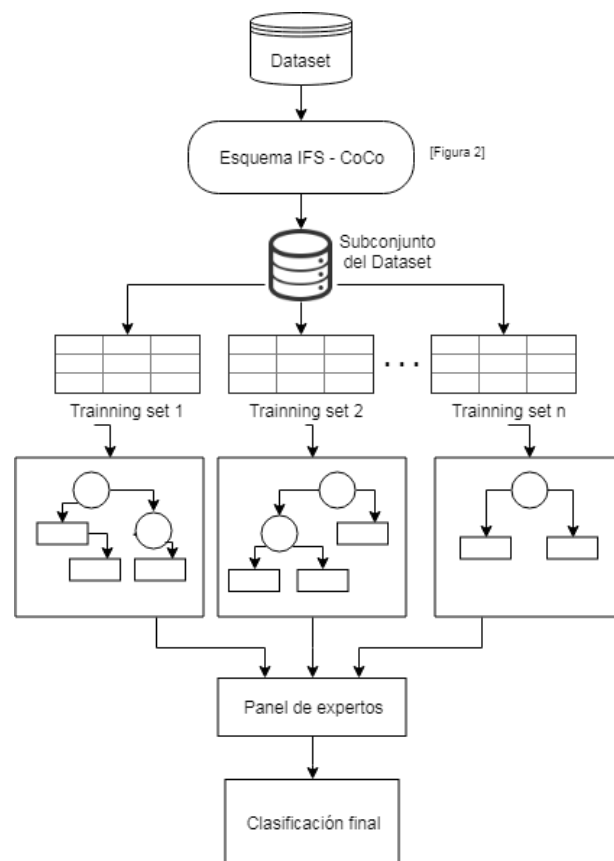 Dataset
Esquema IFS - CoCo
[Figura 2]
Subconjunto
del Dataset
. . .
Trainning set 1
Trainning set 2
Trainning set n
Panel de expertos
Clasificación final